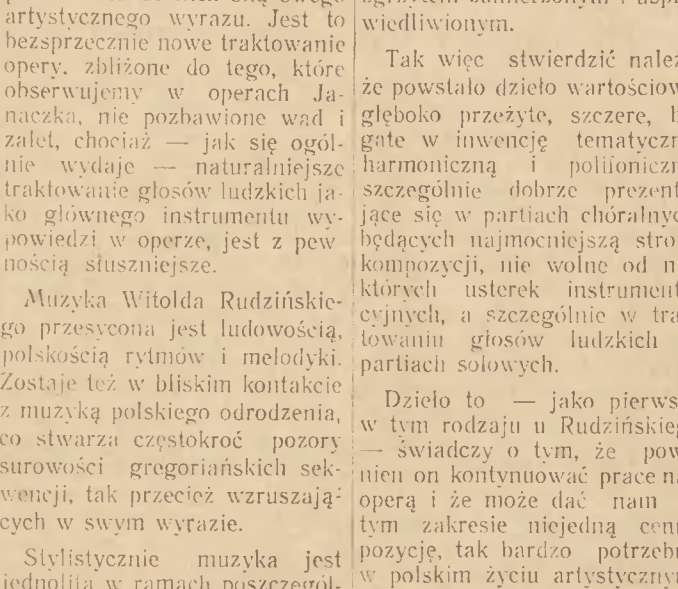 artystycznego wyrazu. Jest to
bezsprzecznie nowe traktowanie
opery, zbliżone do tego, które
obserwujemy w operach Ja-
naczka, nie pozbawione wad i
zalet, chociaż — jak się ogól-
nie wydaje — naturalniejsze
traktowanie głosów ludzkich ja-
ko głównego instrumentu wy-
powiedzi w operze, jest z pew
nością słuszniejsze.
Muzyka Witolda Rudzińskie-
go przesycona jest ludowością,
polskością rytmów i melodyki.
Zostaje też w bliskim kontakcie
z muzyką polskiego odrodzenia,
co stwarza częstokroć pozory
surowości gregoriańskich sek-
wencji, tak przecież wzruszają-
cych w swym wyrazie.
Stylistycznie muzyka jest
jednolita w ramach poszczegól-
wiedliwionym.
Tak więc stwierdzić należ
że powstało dzieło wartościow
głęboko przeżyte, szczere, b
gate w inwencję tematyczn
harmoniczną i polifoniczn
szczególnie dobrze prezent
jące się w partiach chóralnyc
będących najmocniejszą stro
kompozycji, nie wolne od n
których usterek instrument
cyjnych, a szczególnie w tra
towaniu głosów ludzkich
partiach solowych.
Dzieło to — jako pierws
w tym rodzaju u Rudzińskieg
— świadczy o tym, że pow
nien on kontynuować prace n
operą i że może dać nam
tym zakresie niejedną cenn
pozycję, tak bardzo potrzebn
w polskim życiu artystyczny